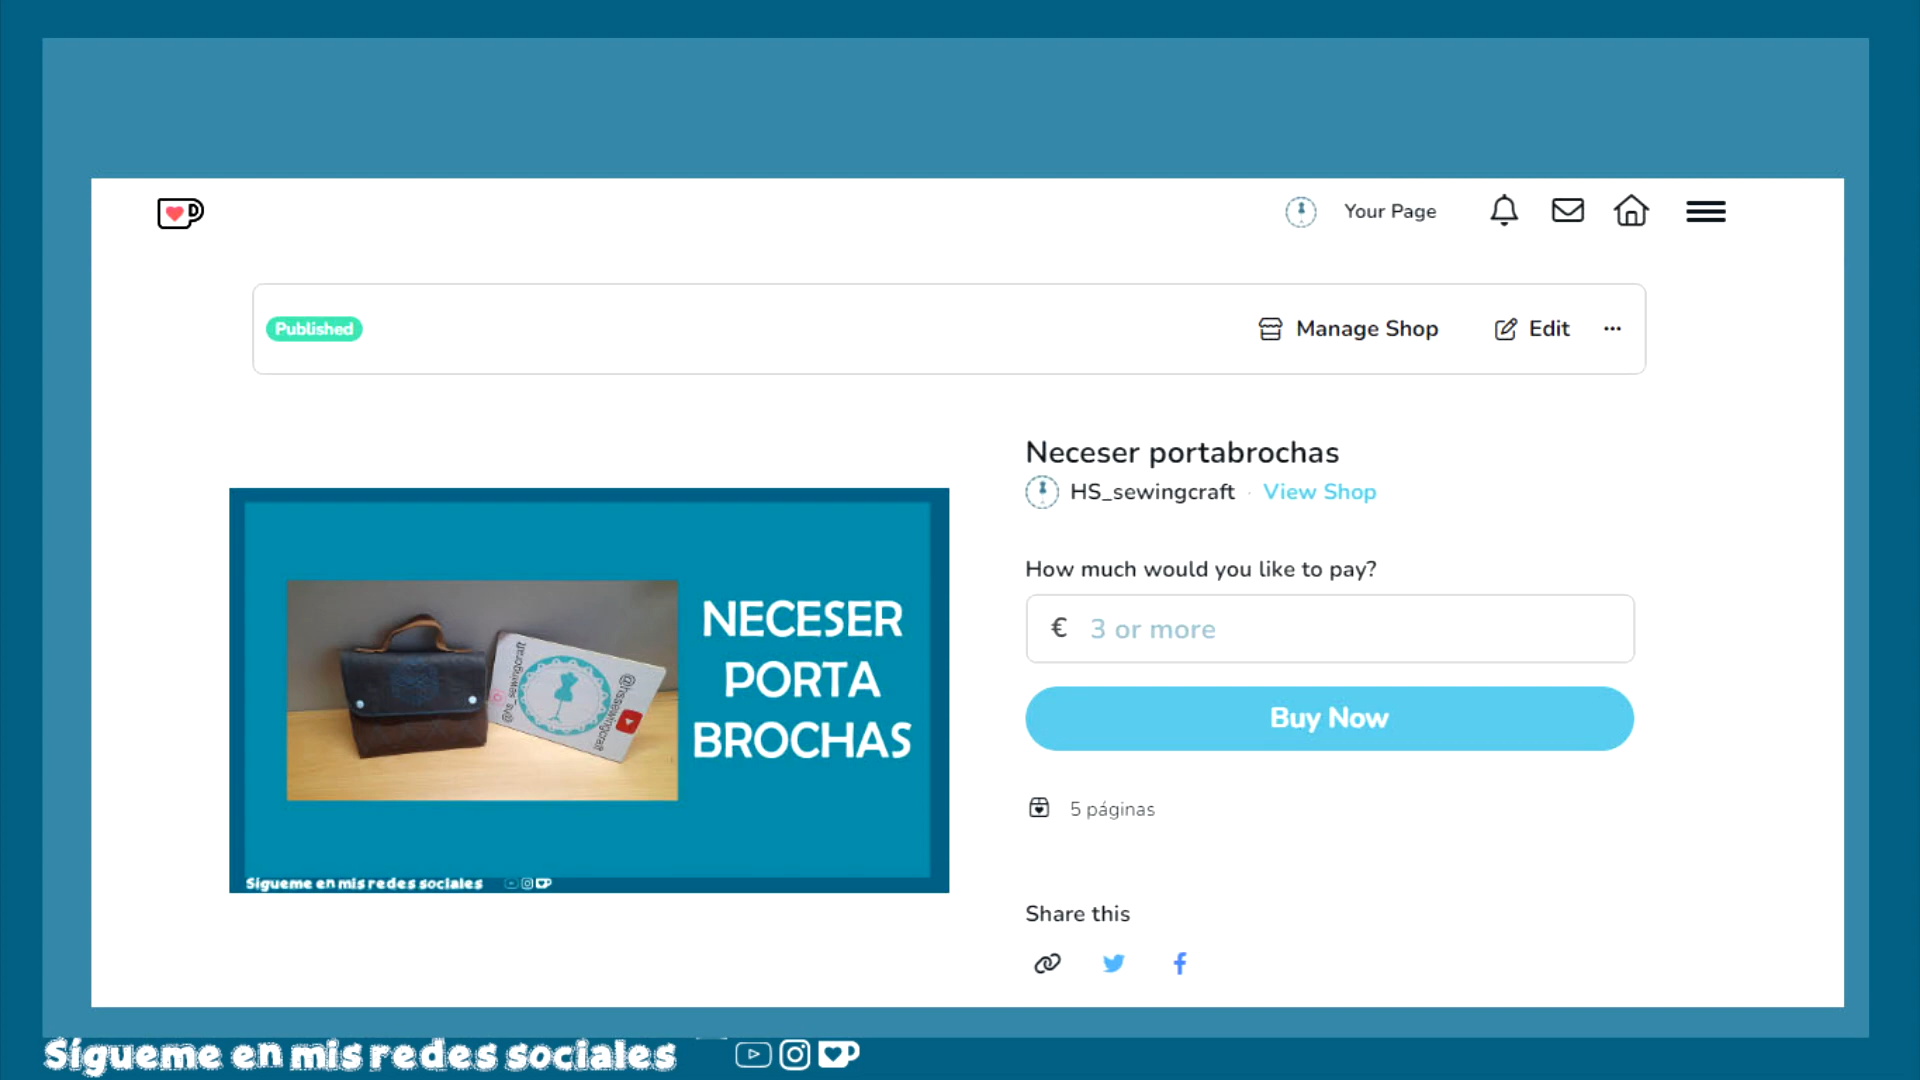 Your Page
Published
Manage Shop
Edit
Neceser portabrochas
HS_sewingcraft · View Shop
How much would you like to pay?
€ 3 or more
Buy Now
5 páginas
Share this
NECESER
PORTA
BROCHAS
@hs_sewingcraft
@hssewingcraft
Sígueme en mis redes sociales
Sígueme en mis redes sociales